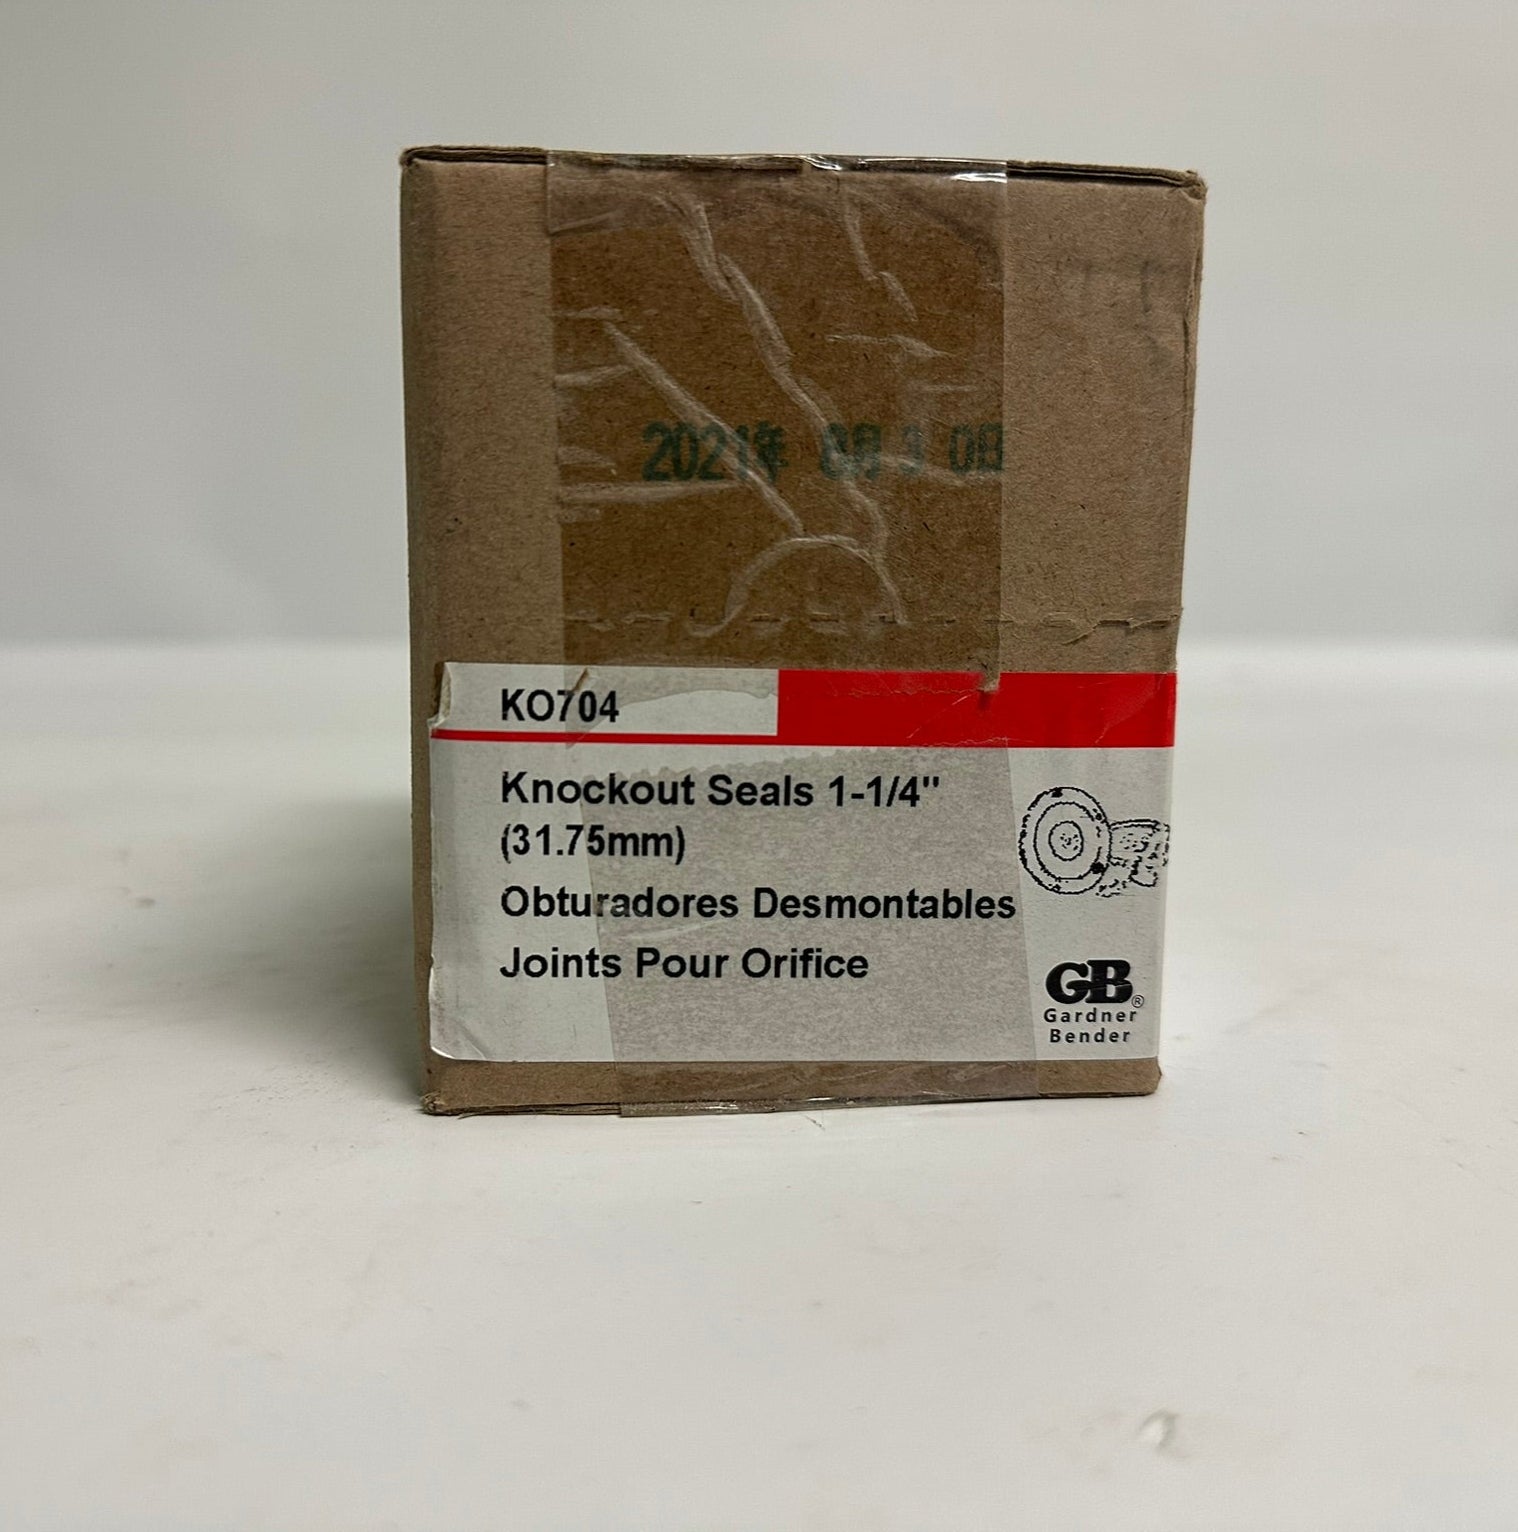 2021年 8月30日
KO704
Knockout Seals 1-1/4"
(31.75mm)
Obturadores Desmontables
Joints Pour Orifice
GB®
Gardner
Bender